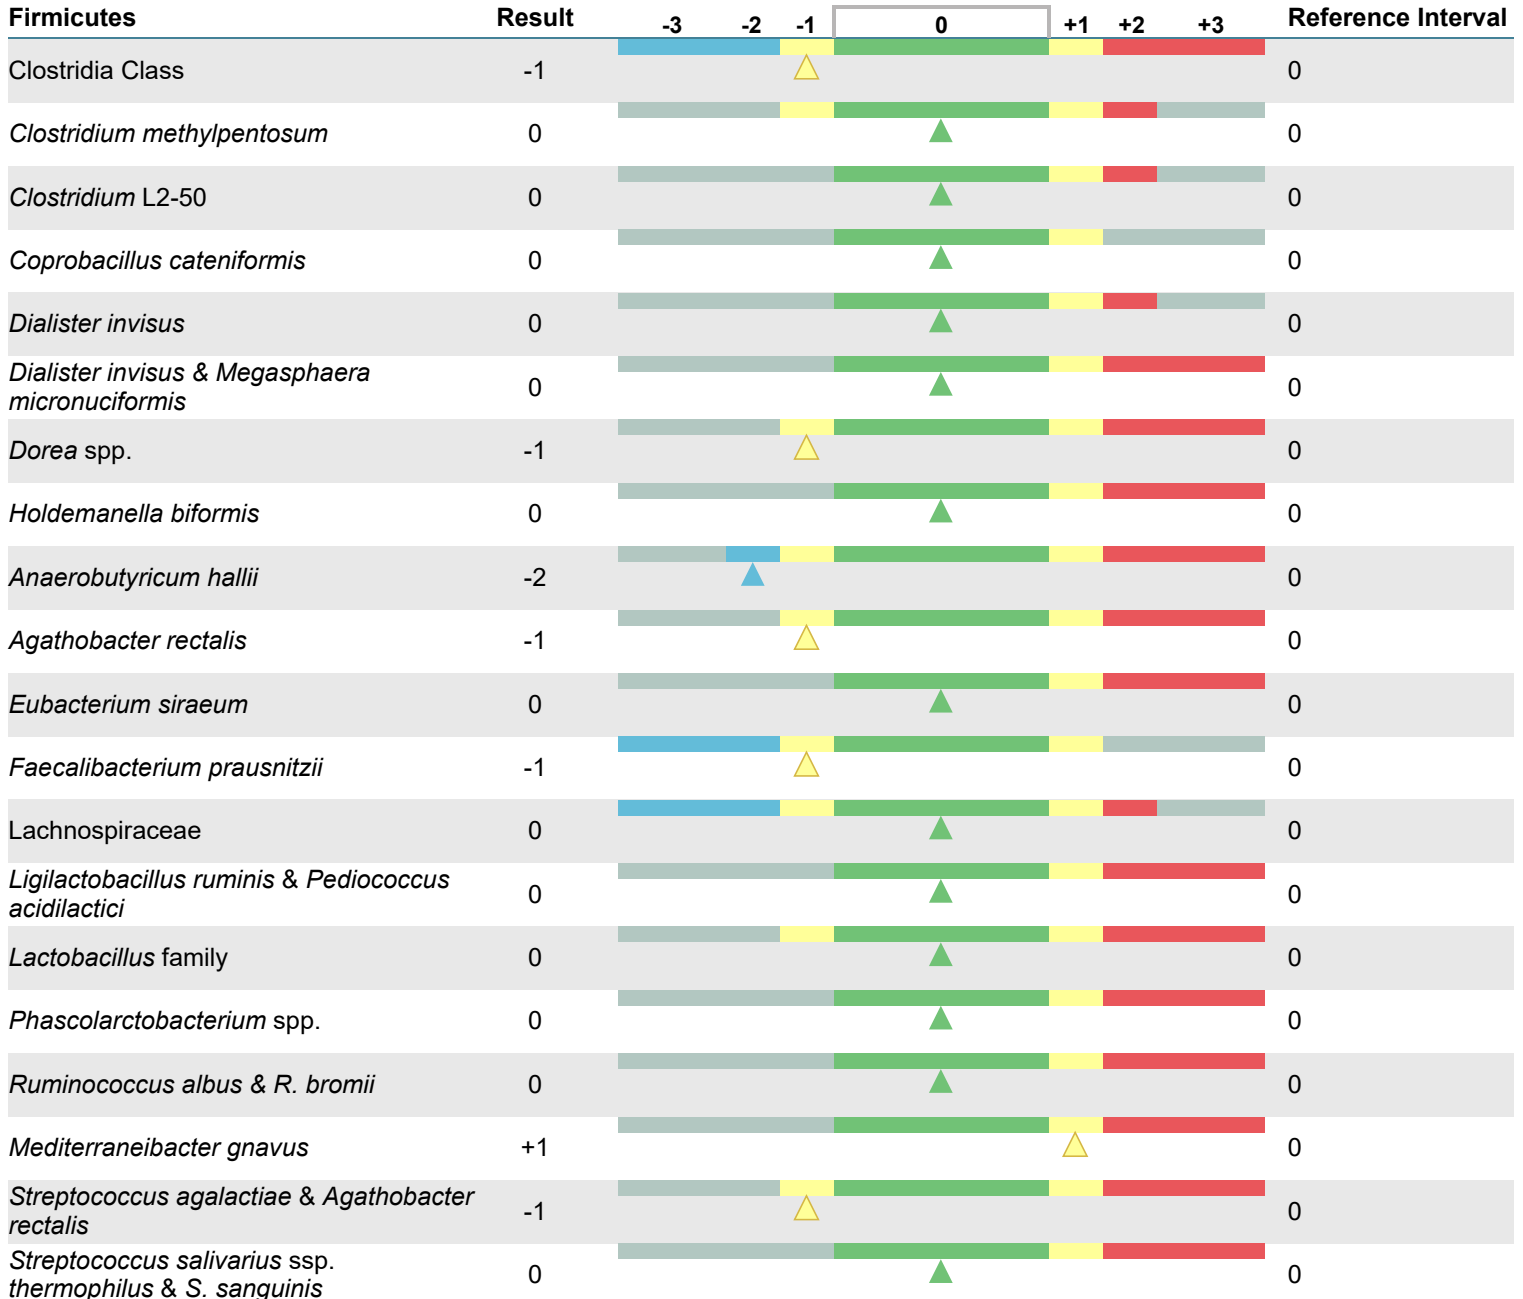 Firmicutes Result -3 -2 -1 0 +1 +2 +3 Reference Interval
Clostridia Class -1 0
Clostridium methylpentosum 0 0
Clostridium L2-50 0 0
Coprobacillus cateniformis 0 0
Dialister invisus 0 0
Dialister invisus & Megasphaera
micronuciformis 0 0
Dorea spp. -1 0
Holdemanella biformis 0 0
Anaerobutyricum hallii -2 0
Agathobacter rectalis -1 0
Eubacterium siraeum 0 0
Faecalibacterium prausnitzii -1 0
Lachnospiraceae 0 0
Ligilactobacillus ruminis & Pediococcus
acidilactici 0 0
Lactobacillus family 0 0
Phascolarctobacterium spp. 0 0
Ruminococcus albus & R. bromii 0 0
Mediterraneibacter gnavus +1 0
Streptococcus agalactiae & Agathobacter
rectalis -1 0
Streptococcus salivarius ssp.
thermophilus & S. sanguinis 0 0